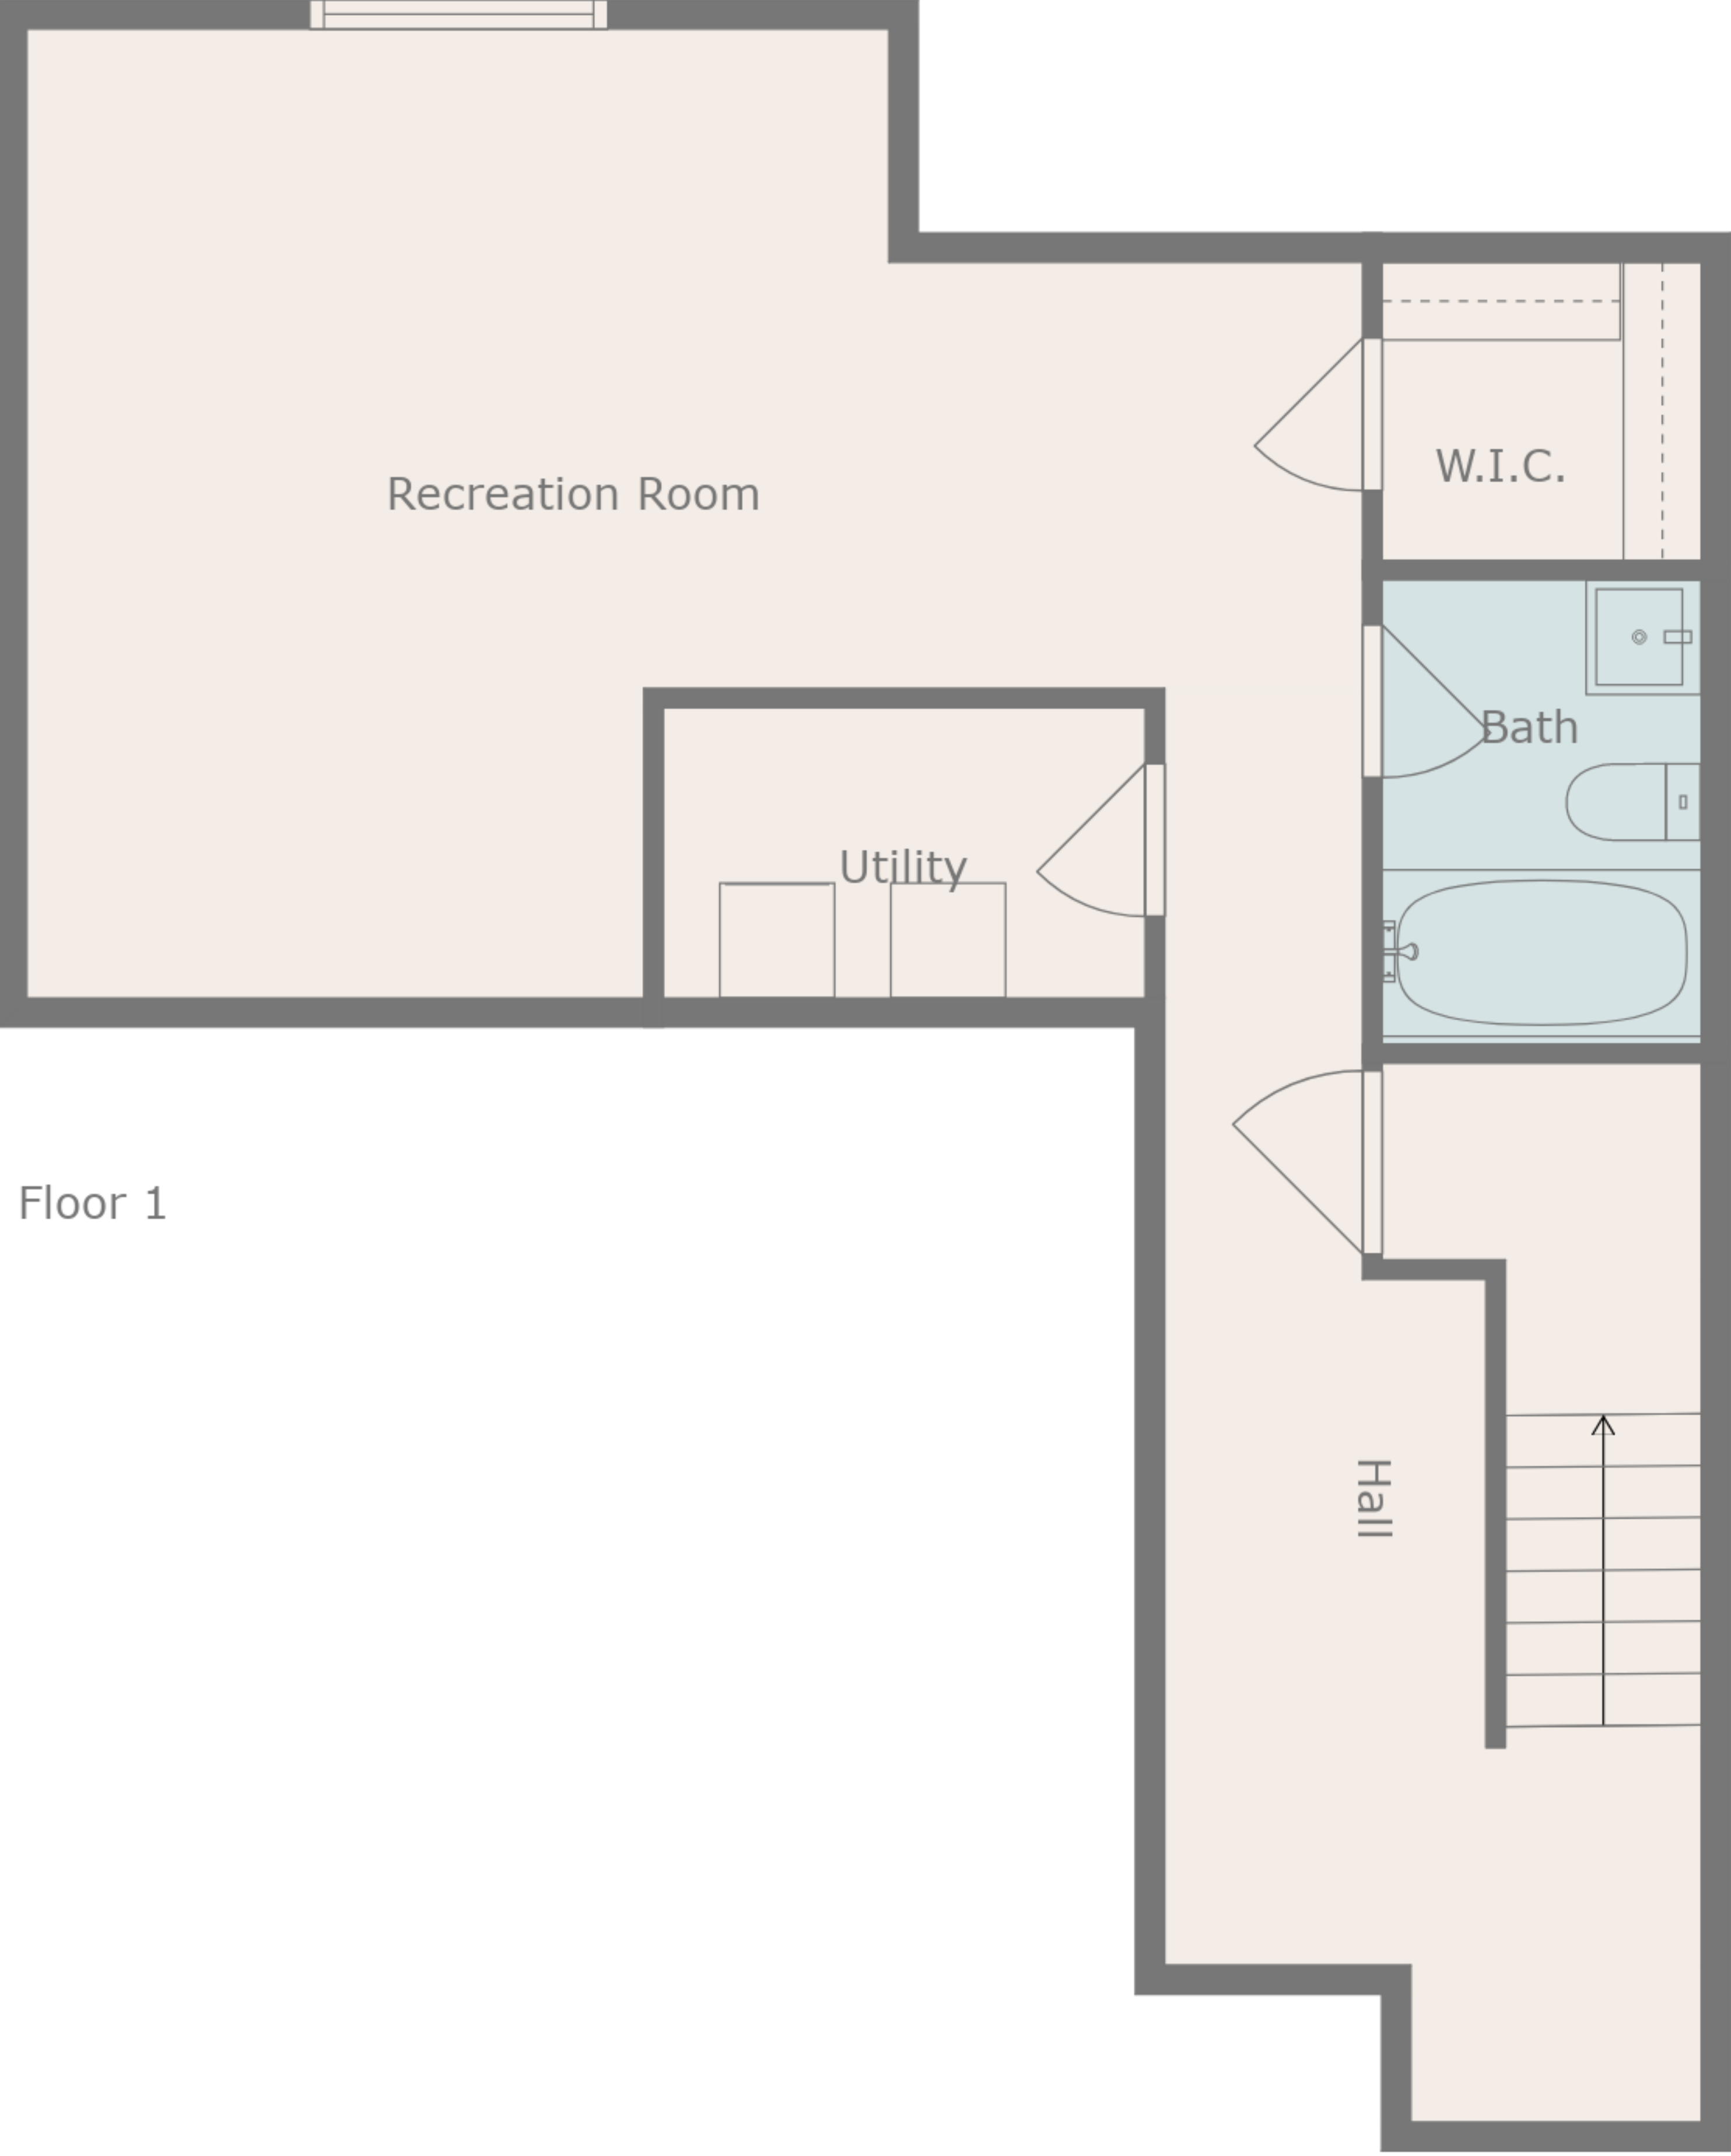 Recreation Room
W.I.C.
Bath
Utility
Floor 1
Hall